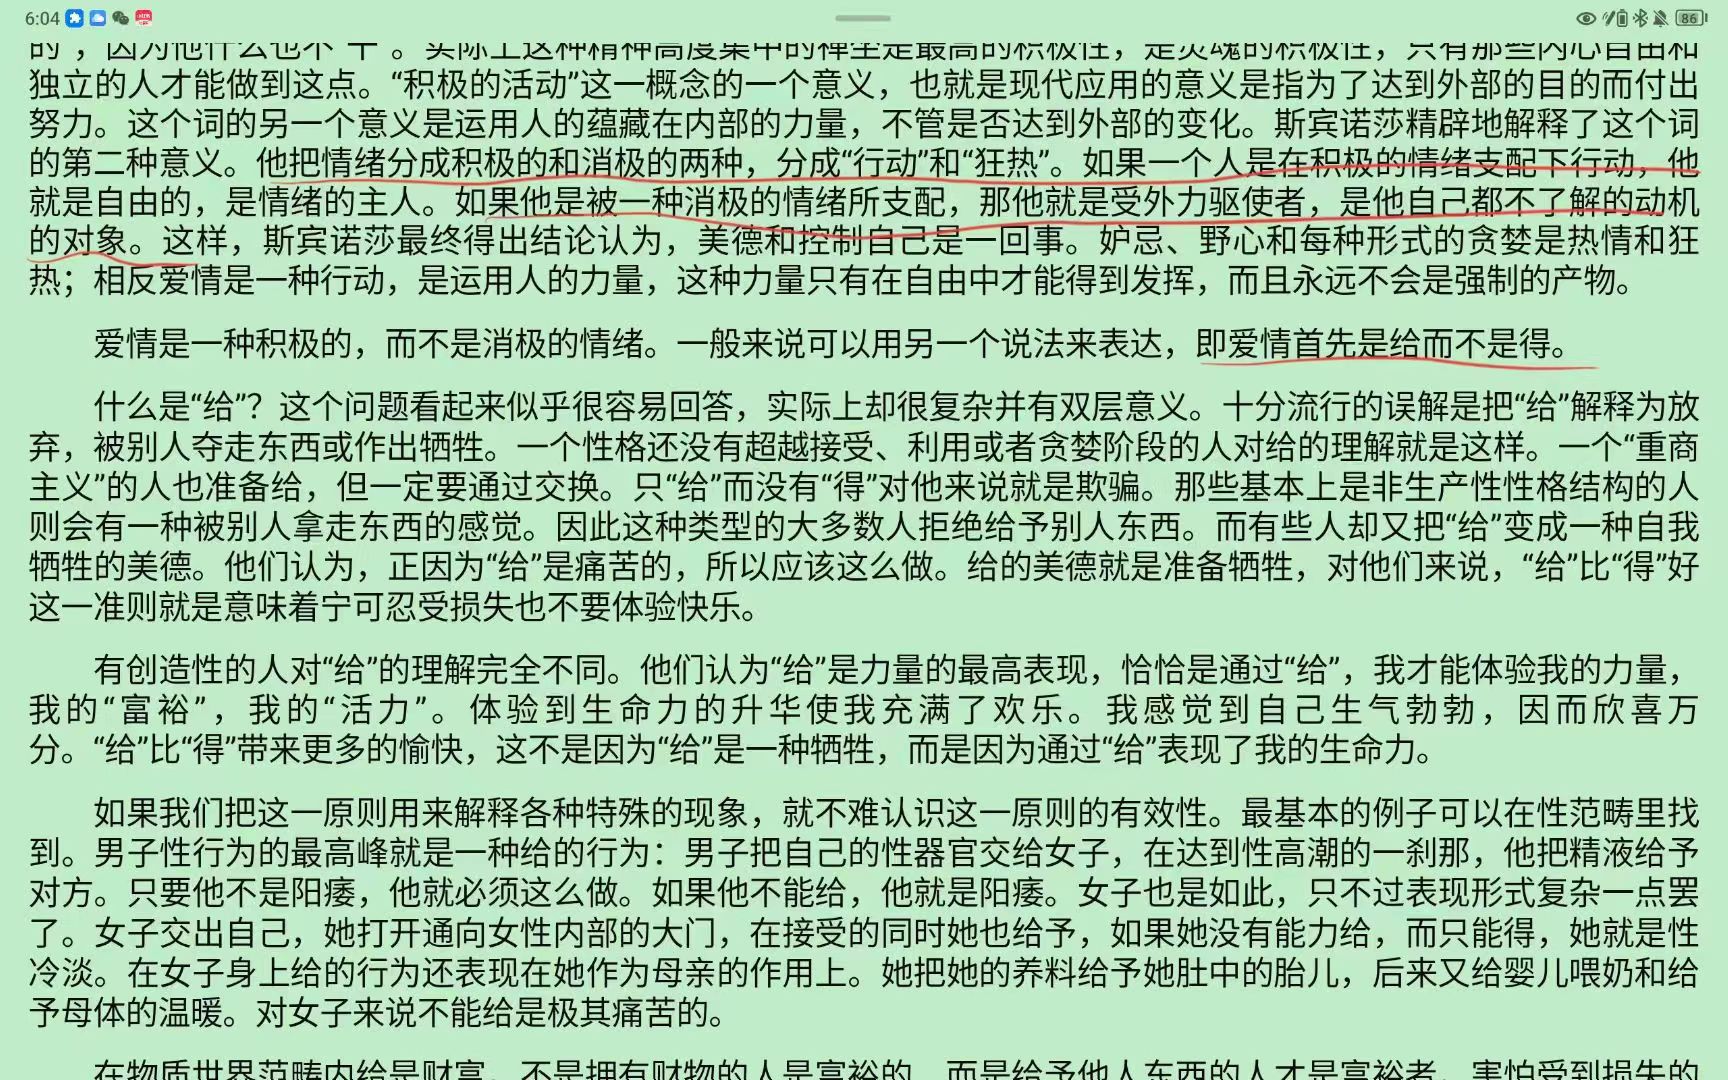 6:04
86
的”，因为他什么也不“干”。实际上这种精神高度集中的禅坐是最高的积极性，是灵魂的积极性，只有那些内心自由和
独立的人才能做到这点。“积极的活动”这一概念的一个意义，也就是现代应用的意义是指为了达到外部的目的而付出
努力。这个词的另一个意义是运用人的蕴藏在内部的力量，不管是否达到外部的变化。斯宾诺莎精辟地解释了这个词
的第二种意义。他把情绪分成积极的和消极的两种，分成“行动”和“狂热”。如果一个人是在积极的情绪支配下行动，他
就是自由的，是情绪的主人。如果他是被一种消极的情绪所支配，那他就是受外力驱使者，是他自己都不了解的动机
的对象。这样，斯宾诺莎最终得出结论认为，美德和控制自己是一回事。妒忌、野心和每种形式的贪婪是热情和狂
热；相反爱情是一种行动，是运用人的力量，这种力量只有在自由中才能得到发挥，而且永远不会是强制的产物。
爱情是一种积极的，而不是消极的情绪。一般来说可以用另一个说法来表达，即爱情首先是给而不是得。
什么是“给”？这个问题看起来似乎很容易回答，实际上却很复杂并有双层意义。十分流行的误解是把“给”解释为放
弃，被别人夺走东西或作出牺牲。一个性格还没有超越接受、利用或者贪婪阶段的人对给的理解就是这样。一个“重商
主义”的人也准备给，但一定要通过交换。只“给”而没有“得”对他来说就是欺骗。那些基本上是非生产性性格结构的人
则会有一种被别人拿走东西的感觉。因此这种类型的大多数人拒绝给予别人东西。而有些人却又把“给”变成一种自我
牺牲的美德。他们认为，正因为“给”是痛苦的，所以应该这么做。给的美德就是准备牺牲，对他们来说，“给”比“得”好
这一准则就是意味着宁可忍受损失也不要体验快乐。
有创造性的人对“给”的理解完全不同。他们认为“给”是力量的最高表现，恰恰是通过“给”，我才能体验我的力量，
我的“富裕”，我的“活力”。体验到生命力的升华使我充满了欢乐。我感觉到自己生气勃勃，因而欣喜万
分。“给”比“得”带来更多的愉快，这不是因为“给”是一种牺牲，而是因为通过“给”表现了我的生命力。
如果我们把这一原则用来解释各种特殊的现象，就不难认识这一原则的有效性。最基本的例子可以在性范畴里找
到。男子性行为的最高峰就是一种给的行为：男子把自己的性器官交给女子，在达到性高潮的一刹那，他把精液给予
对方。只要他不是阳痿，他就必须这么做。如果他不能给，他就是阳痿。女子也是如此，只不过表现形式复杂一点罢
了。女子交出自己，她打开通向女性内部的大门，在接受的同时她也给予，如果她没有能力给，而只能得，她就是性
冷淡。在女子身上给的行为还表现在她作为母亲的作用上。她把她的养料给予她肚中的胎儿，后来又给婴儿喂奶和给
予母体的温暖。对女子来说不能给是极其痛苦的。
在物质世界范畴内给是财富。不是拥有财物的人是富裕的，而是给予他人东西的人才是富裕者。害怕受到损失的